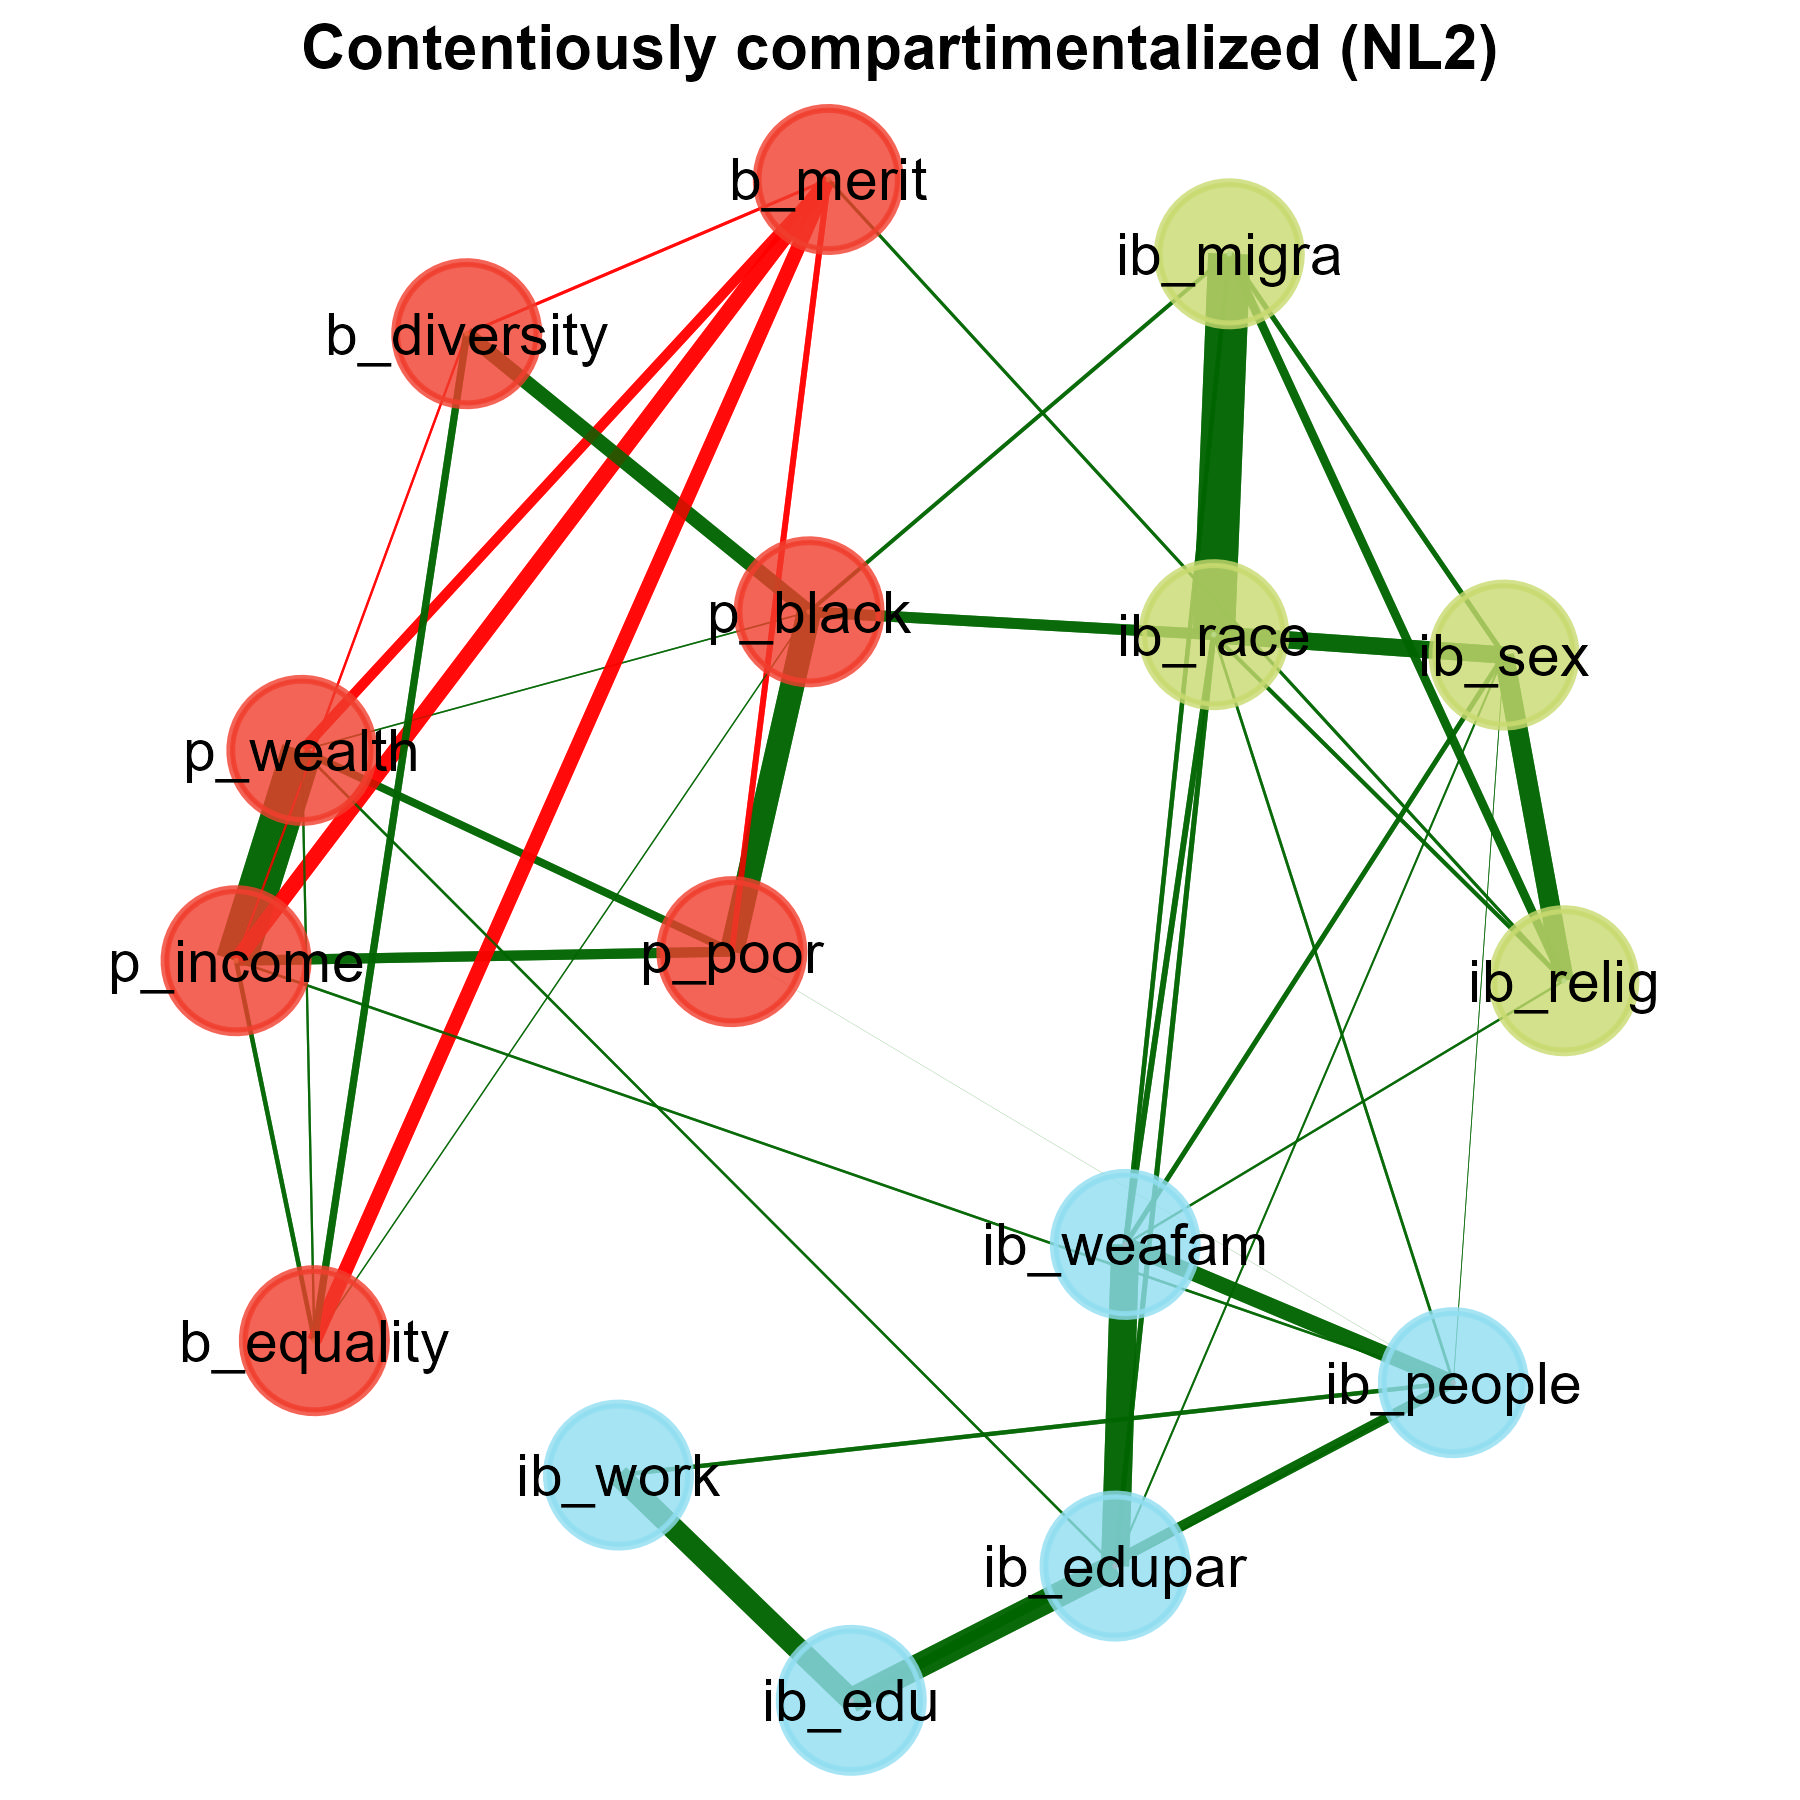 Contentiously compartimentalized (NL2)
b_merit
ib_migra
b_diversity
p_black
ib_race
ib_sex
p_wealth
p_income
p_poor
ib_relig
ib_weafam
b_equality
ib_people
ib_work
ib_edupar
ib_edu